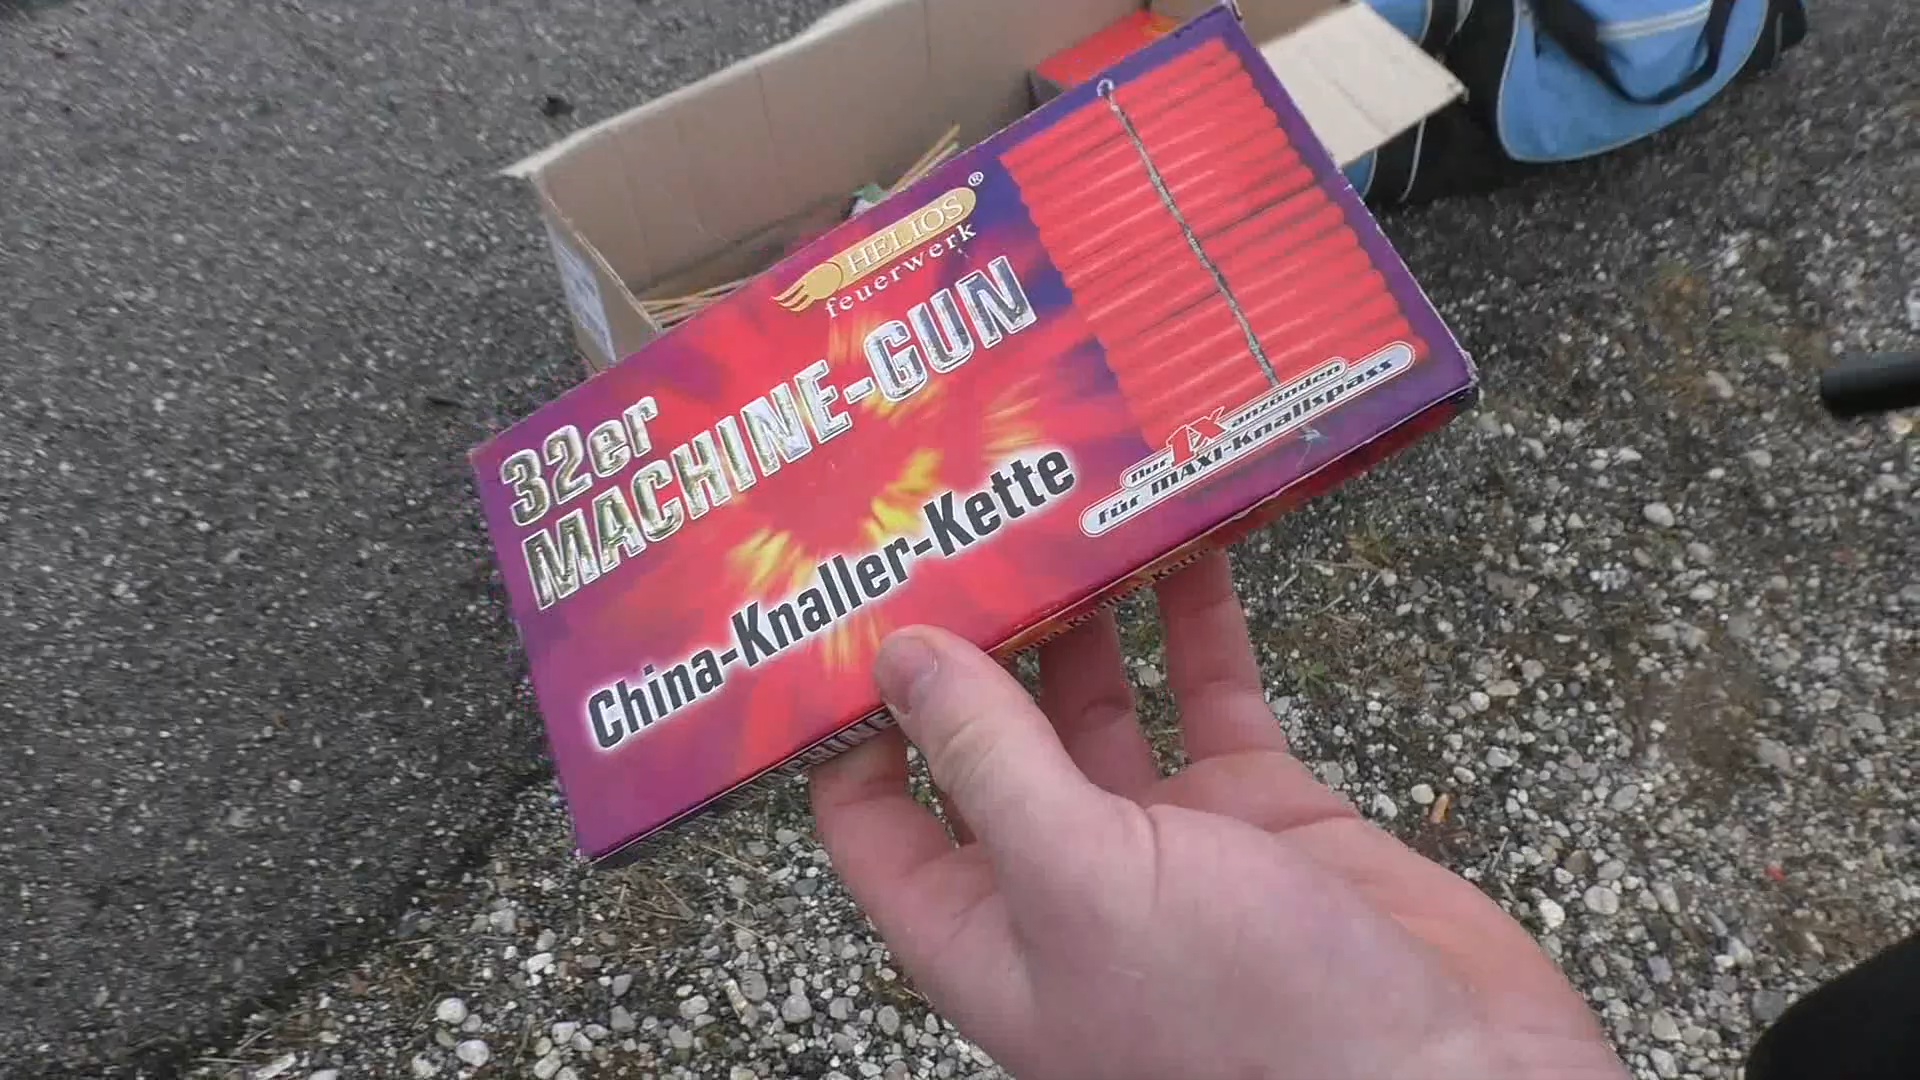 HELIOS®
feuerwerk
32er
MACHINE-GUN
China-Knaller-Kette
nur 1x anzünden
für MAXI-Knallspass